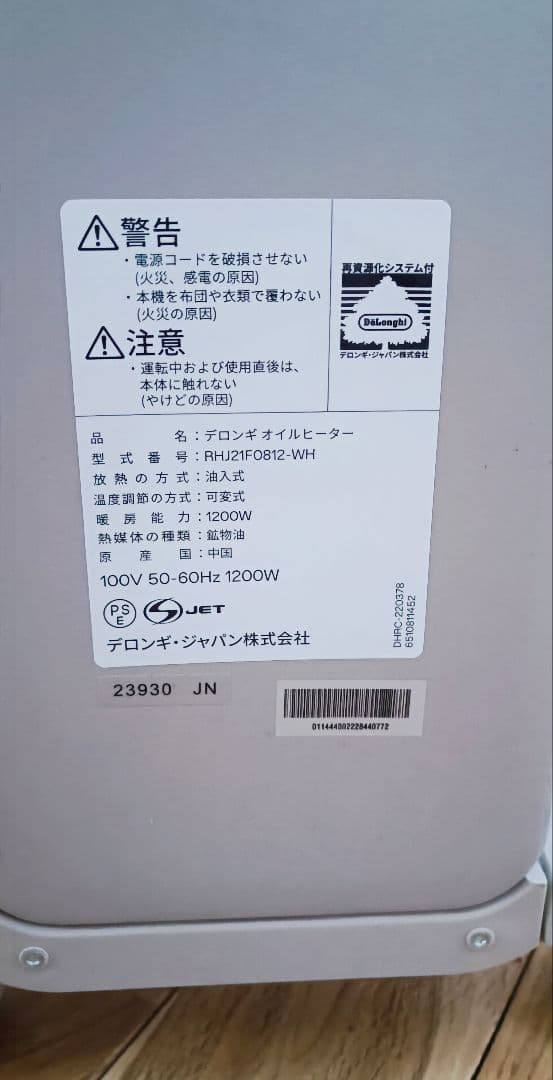 警告
・電源コードを破損させない
(火災、感電の原因)
・本機を布団や衣類で覆わない
(火災の原因)
注意
・運転中および使用直後は、
本体に触れない
(やけどの原因)
再資源化システム付
DeLonghi
デロンギ・ジャパン株式会社
品名：デロンギ オイルヒーター
型式番号：RHJ21F0812-WH
放熱の方式：油入式
温度調節の方式：可変式
暖房能力：1200W
熱媒体の種類：鉱物油
原産国：中国
100V 50-60Hz 1200W
PS
E
JET
デロンギ・ジャパン株式会社
DHRC-220378
6510811452
23930 JN
011444002228440772